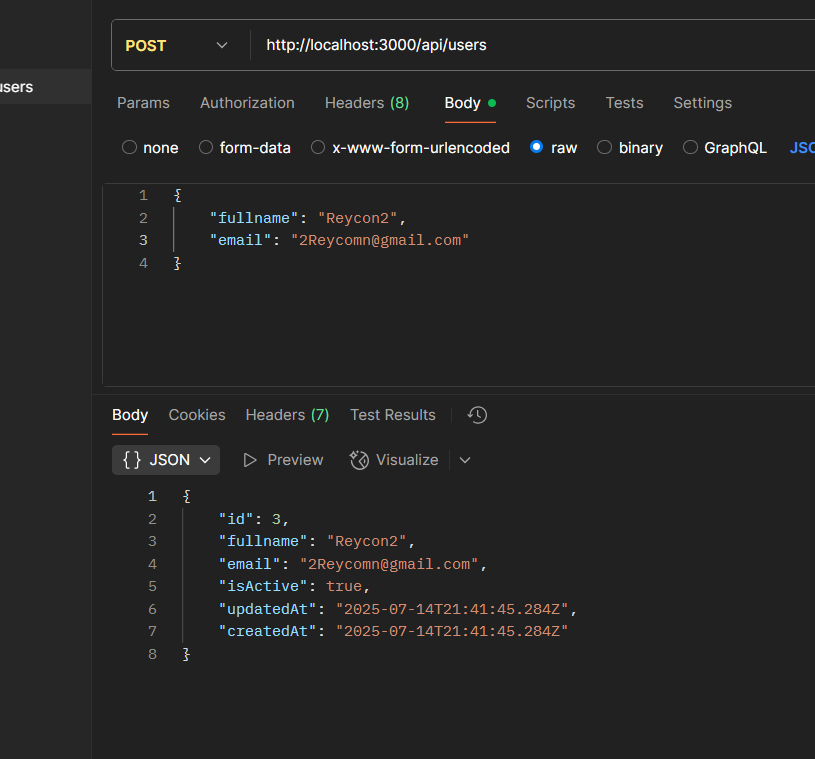 POST http://localhost:3000/api/users
users
Params Authorization Headers (8) Body Scripts Tests Settings
none form-data x-www-form-urlencoded raw binary GraphQL
1 {
2 "fullname": "Reycon2",
3 "email": "2Reycomn@gmail.com"
4 }
Body Cookies Headers (7) Test Results
{} JSON Preview Visualize
1 {
2 "id": 3,
3 "fullname": "Reycon2",
4 "email": "2Reycomn@gmail.com",
5 "isActive": true,
6 "updatedAt": "2025-07-14T21:41:45.284Z",
7 "createdAt": "2025-07-14T21:41:45.284Z"
8 }